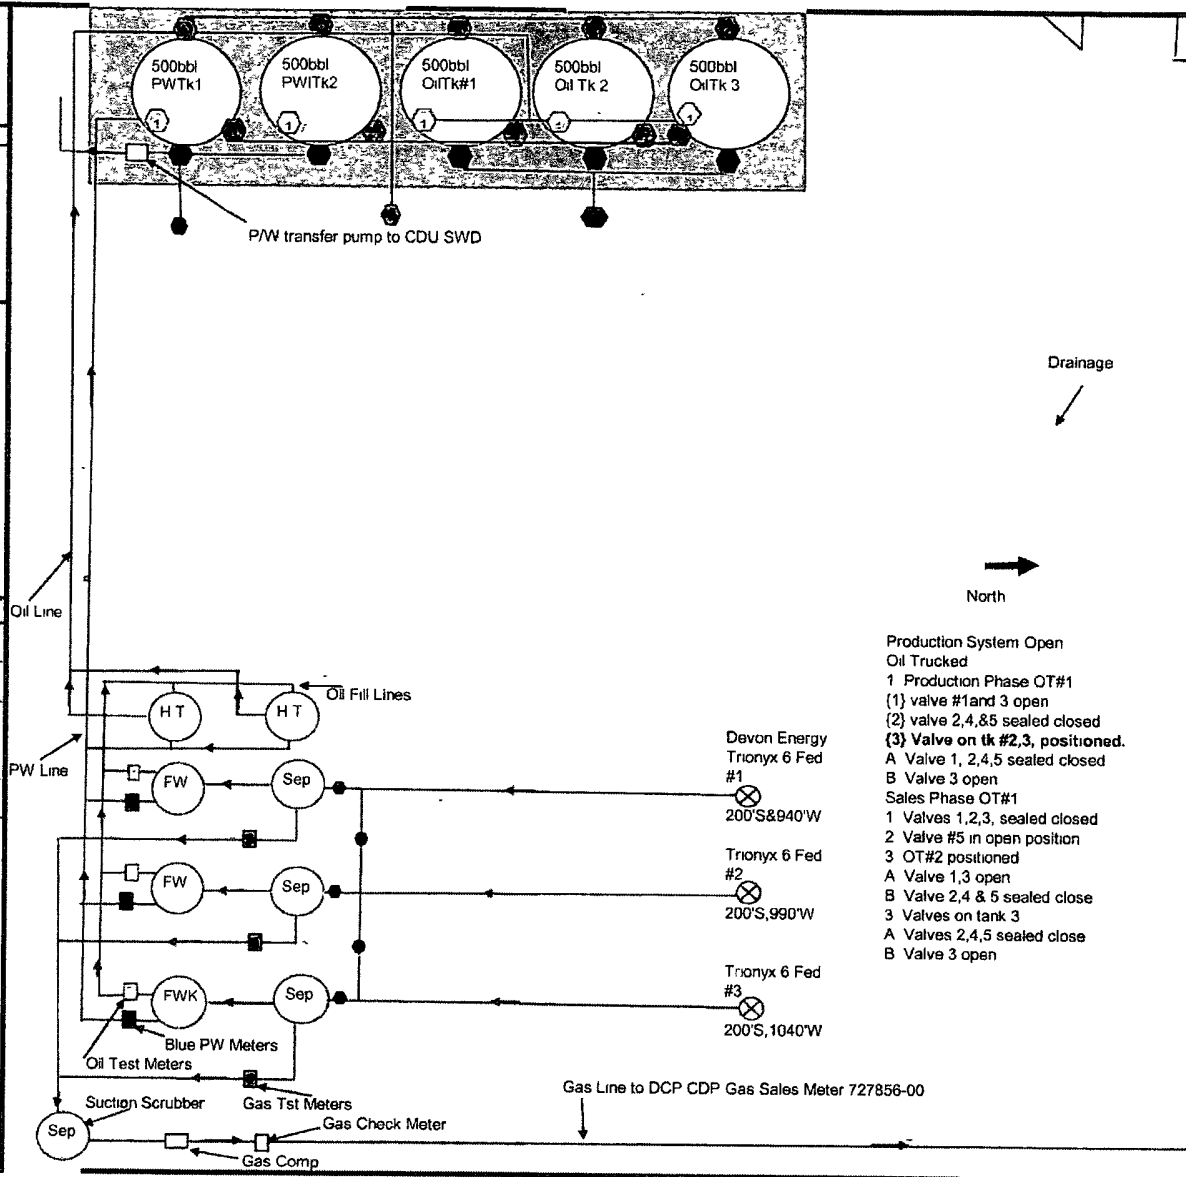 500bbl
PWTk1
500bbl
PWTk2
500bbl
OilTk#1
500bbl
Oil Tk 2
500bbl
OilTk 3
1
1
1
1
P/W transfer pump to CDU SWD
Drainage
North
Oil Line
Production System Open
Oil Trucked
1 Production Phase OT#1
{1} valve #1and 3 open
{2} valve 2,4,&5 sealed closed
{3} Valve on tk #2,3, positioned.
A Valve 1, 2,4,5 sealed closed
B Valve 3 open
Sales Phase OT#1
1 Valves 1,2,3, sealed closed
2 Valve #5 in open position
3 OT#2 positioned
A Valve 1,3 open
B Valve 2,4 & 5 sealed close
3 Valves on tank 3
A Valves 2,4,5 sealed close
B Valve 3 open
Oil Fill Lines
H T
H T
PW Line
FW
Sep
Devon Energy
Trionyx 6 Fed
#1
200'S&940'W
FW
Sep
Trionyx 6 Fed
#2
200'S,990'W
FWK
Sep
Trionyx 6 Fed
#3
200'S,1040'W
Blue PW Meters
Oil Test Meters
Suction Scrubber
Gas Tst Meters
Sep
Gas Check Meter
Gas Comp
Gas Line to DCP CDP Gas Sales Meter 727856-00